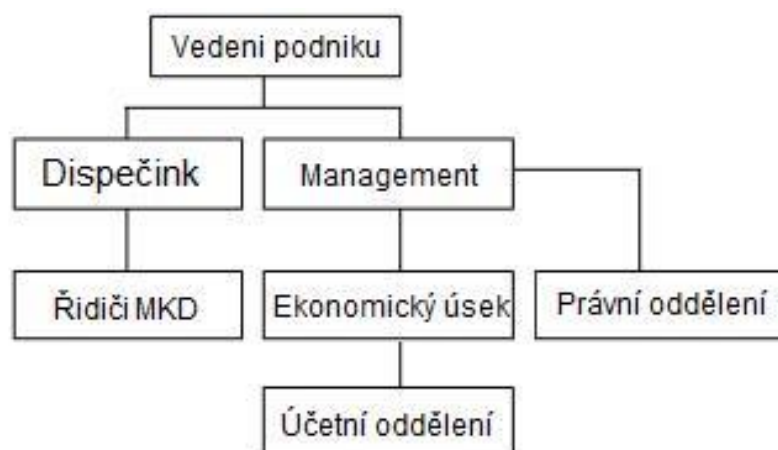 Vedeni podniku
Dispečink
Management
Řidiči MKD
Ekonomický úsek
Právní oddělení
Účetní oddělení